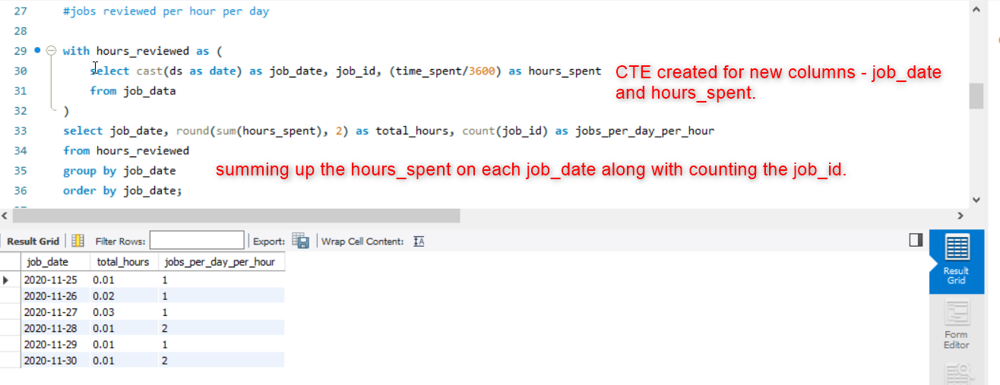 27 #jobs reviewed per hour per day
28
29 with hours_reviewed as (
30 select cast(ds as date) as job_date, job_id, (time_spent/3600) as hours_spent
CTE created for new columns - job_date
and hours_spent.
31 from job_data
32 )
33 select job_date, round(sum(hours_spent), 2) as total_hours, count(job_id) as jobs_per_day_per_hour
34 from hours_reviewed
35 group by job_date
summing up the hours_spent on each job_date along with counting the job_id.
36 order by job_date;
Result Grid Filter Rows: Export: Wrap Cell Content: IA
job_date total_hours jobs_per_day_per_hour
2020-11-25 0.01 1
2020-11-26 0.02 1
2020-11-27 0.03 1
2020-11-28 0.01 2
2020-11-29 0.01 1
2020-11-30 0.01 2
Result
Grid
Form
Editor